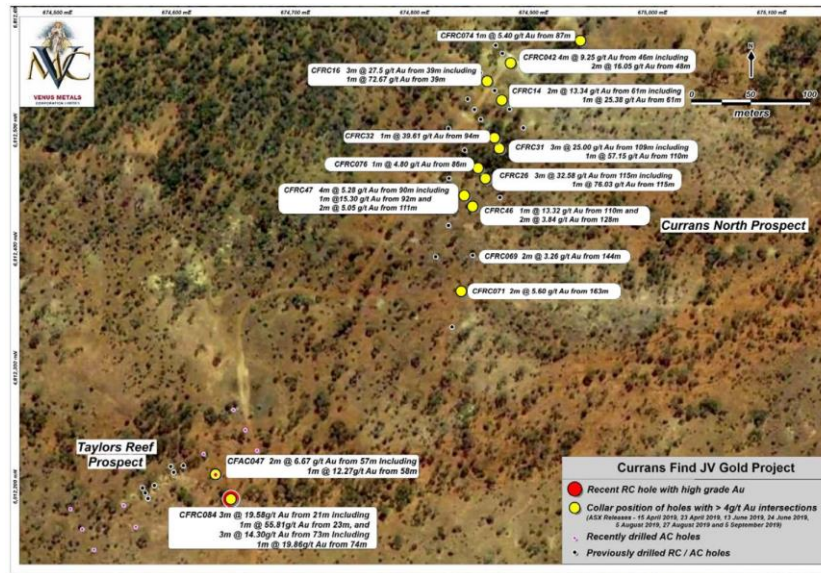 674,500 mE
674,600 mE
674,700 mE
674,800 mE
674,900 mE
675,000 mE
675,100 mE
VMC
VENUS METALS
CORPORATION LIMITED
CFRC074 1m @ 5.40 g/t Au from 87m
CFRC042 4m @ 9.25 g/t Au from 46m including
2m @ 16.05 g/t Au from 48m
CFRC16 3m @ 27.5 g/t Au from 39m including
1m @ 72.67 g/t Au from 39m
CFRC14 2m @ 13.34 g/t Au from 61m including
1m @ 25.38 g/t Au from 61m
N
0 50 100
meters
CFRC32 1m @ 39.61 g/t Au from 94m
CFRC31 3m @ 25.00 g/t Au from 109m including
1m @ 57.15 g/t Au from 110m
CFRC076 1m @ 4.80 g/t Au from 86m
CFRC26 3m @ 32.58 g/t Au from 115m including
1m @ 76.03 g/t Au from 115m
CFRC47 4m @ 5.28 g/t Au from 90m including
1m @15.30 g/t Au from 92m and
2m @ 5.05 g/t Au from 111m
CFRC46 1m @ 13.32 g/t Au from 110m and
2m @ 3.84 g/t Au from 128m
Currans North Prospect
CFRC069 2m @ 3.26 g/t Au from 144m
CFRC071 2m @ 5.60 g/t Au from 163m
Taylors Reef
Prospect
CFAC047 2m @ 6.67 g/t Au from 57m Including
1m @ 12.27g/t Au from 58m
CFRC084 3m @ 19.58g/t Au from 21m including
1m @ 55.81g/t Au from 23m, and
3m @ 14.30g/t Au from 73m Including
1m @ 19.86g/t Au from 74m
Currans Find JV Gold Project
Recent RC hole with high grade Au
Collar position of holes with > 4g/t Au intersections
(ASX Releases - 15 April 2019, 23 April 2019, 13 June 2019, 24 June 2019,
5 August 2019, 27 August 2019 and 5 September 2019)
Recently drilled AC holes
Previously drilled RC / AC holes